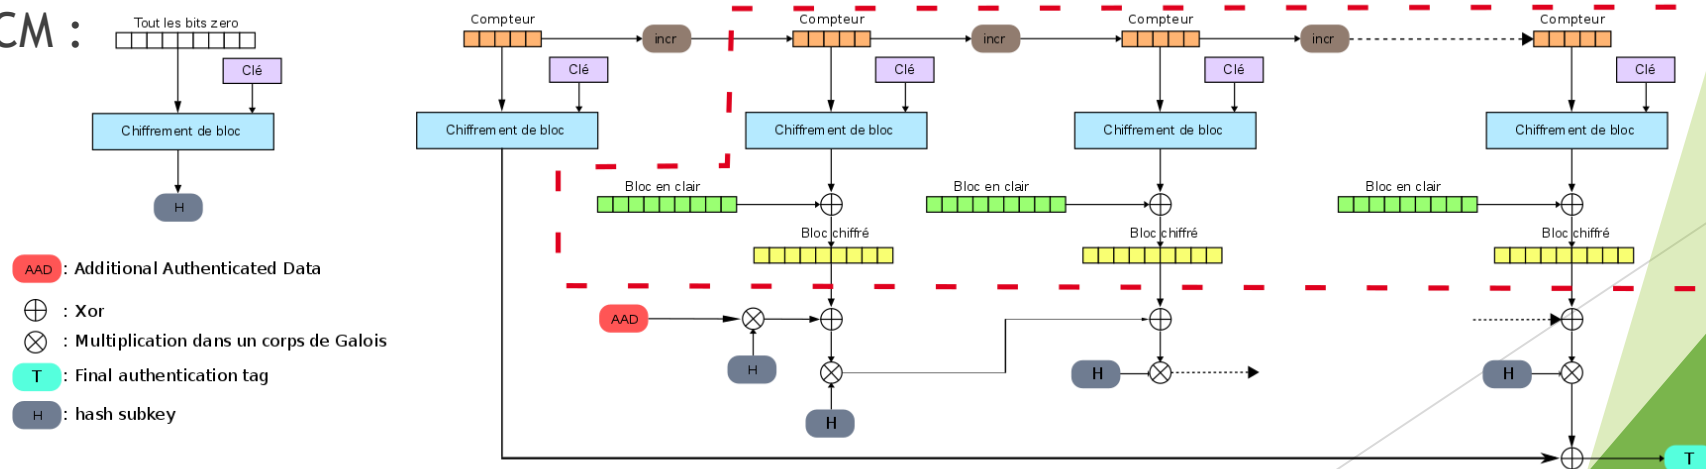 CM :
Tout les bits zero
Clé
Chiffrement de bloc
H
Compteur
incr
Compteur
incr
Compteur
incr
Compteur
Clé
Clé
Clé
Clé
Chiffrement de bloc
Chiffrement de bloc
Chiffrement de bloc
Chiffrement de bloc
Bloc en clair
Bloc en clair
Bloc en clair
Bloc chiffré
Bloc chiffré
Bloc chiffré
AAD
H
H
H
H
T
AAD : Additional Authenticated Data
: Xor
: Multiplication dans un corps de Galois
T : Final authentication tag
H : hash subkey